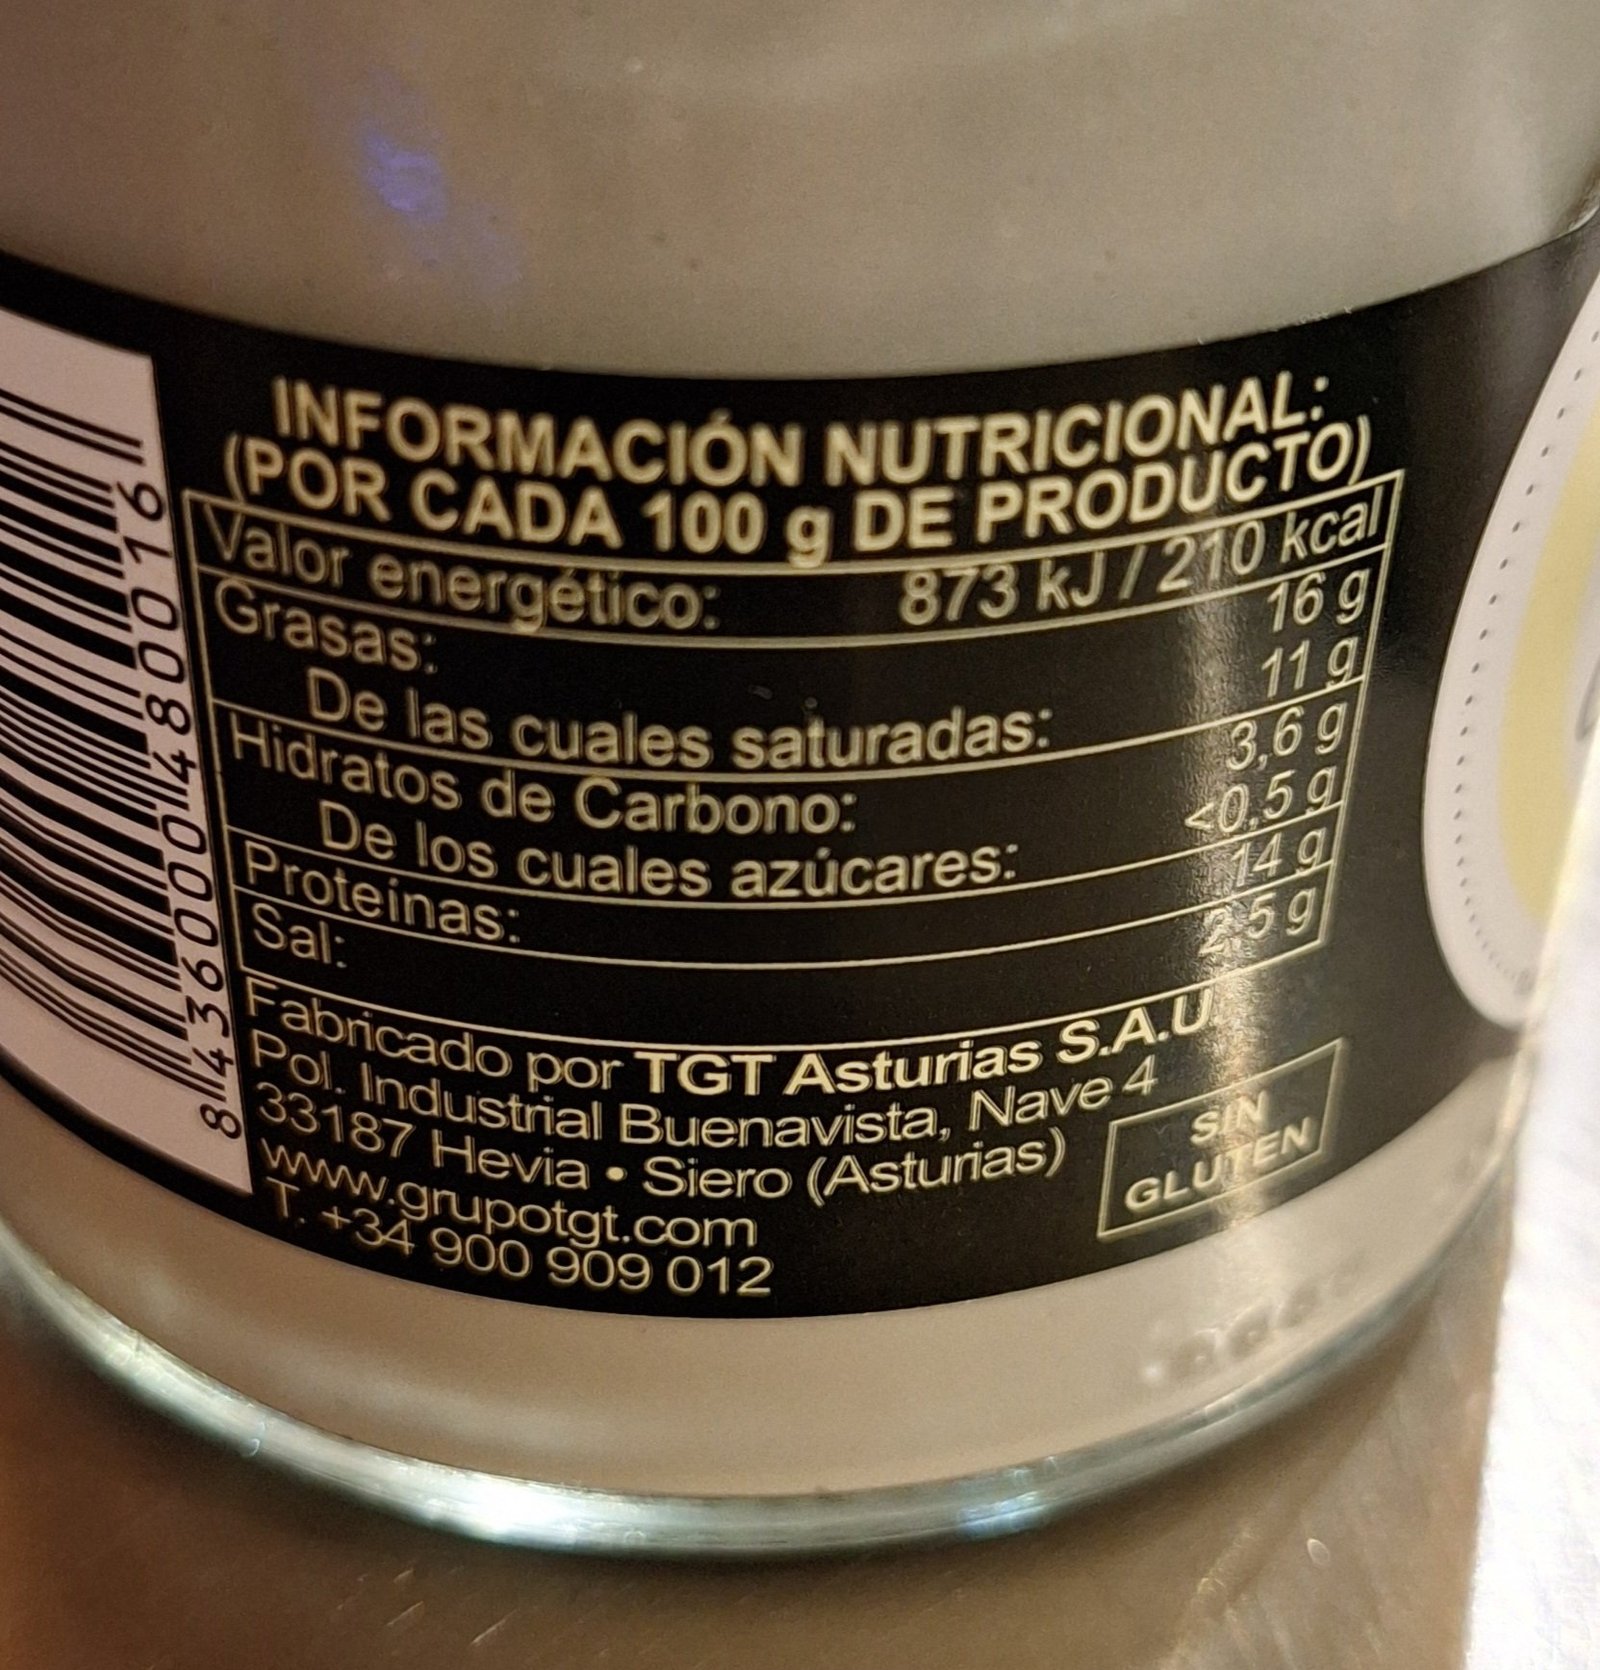 INFORMACIÓN NUTRICIONAL:
(POR CADA 100 g DE PRODUCTO)
Valor energético: 873 kJ / 210 kcal
Grasas: 16 g
De las cuales saturadas: 11 g
Hidratos de Carbono: 3,6 g
De los cuales azúcares: <0,5 g
Proteínas: 14 g
Sal: 2,5 g
Fabricado por TGT Asturias S.A.U.
Pol. Industrial Buenavista, Nave 4
33187 Hevia • Siero (Asturias)
www.grupotgt.com
T. +34 900 909 012
SIN
GLUTEN
8 436000 480016